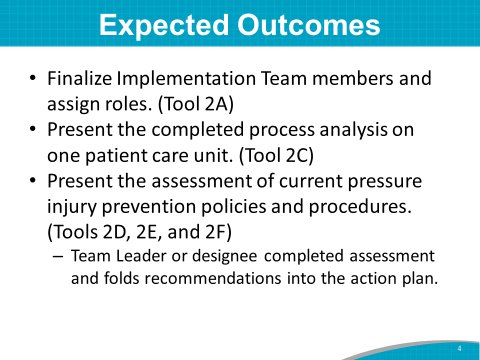 Expected Outcomes
• Finalize Implementation Team members and
assign roles. (Tool 2A)
• Present the completed process analysis on
one patient care unit. (Tool 2C)
• Present the assessment of current pressure
injury prevention policies and procedures.
(Tools 2D, 2E, and 2F)
– Team Leader or designee completed assessment
and folds recommendations into the action plan.
4